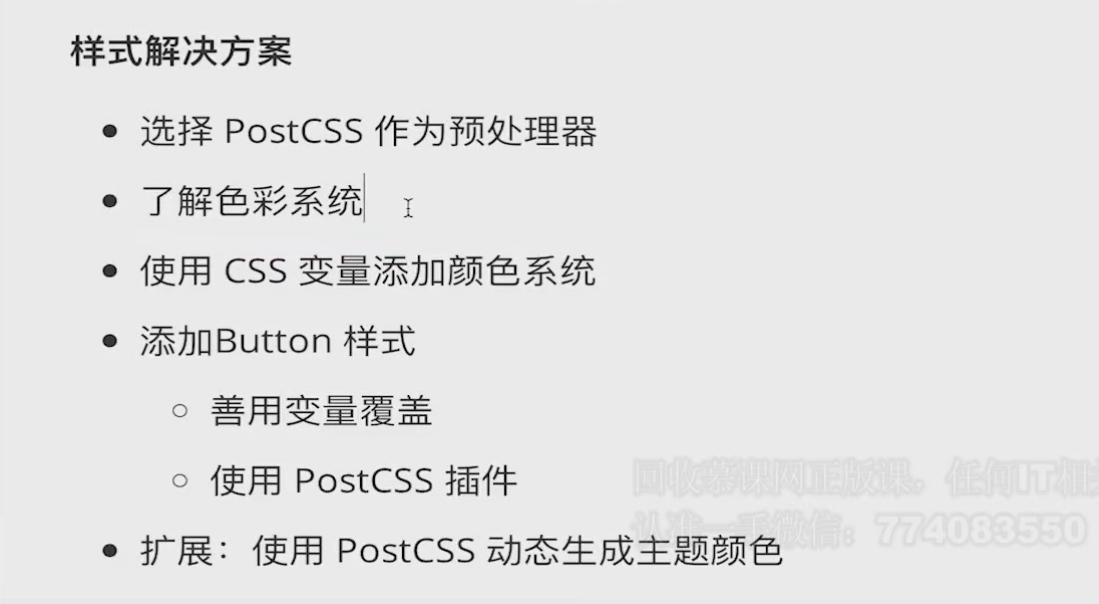 样式解决方案
选择 PostCSS 作为预处理器
了解色彩系统
使用 CSS 变量添加颜色系统
添加Button 样式
善用变量覆盖
使用 PostCSS 插件
回收慕课网正版课，任何IT相
认准一手微信：774083550
扩展：使用 PostCSS 动态生成主题颜色